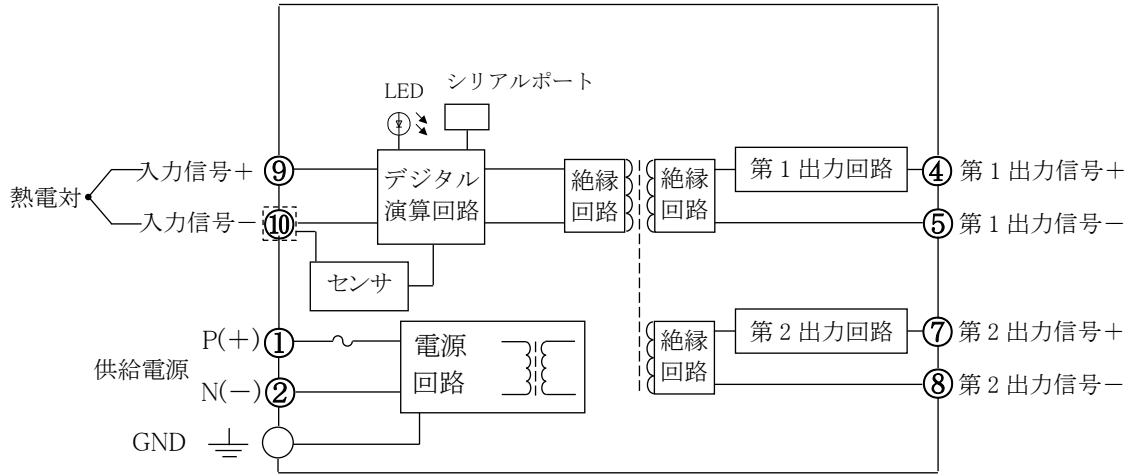 シリアルポート
LED
熱電対
入力信号+ ⑨
入力信号- ⑩
デジタル
演算回路
センサ
絶縁
回路
絶縁
回路
第1出力回路
④ 第1出力信号+
⑤ 第1出力信号-
絶縁
回路
第2出力回路
⑦ 第2出力信号+
⑧ 第2出力信号-
供給電源
P(+) ①
N(-) ②
GND
電源
回路